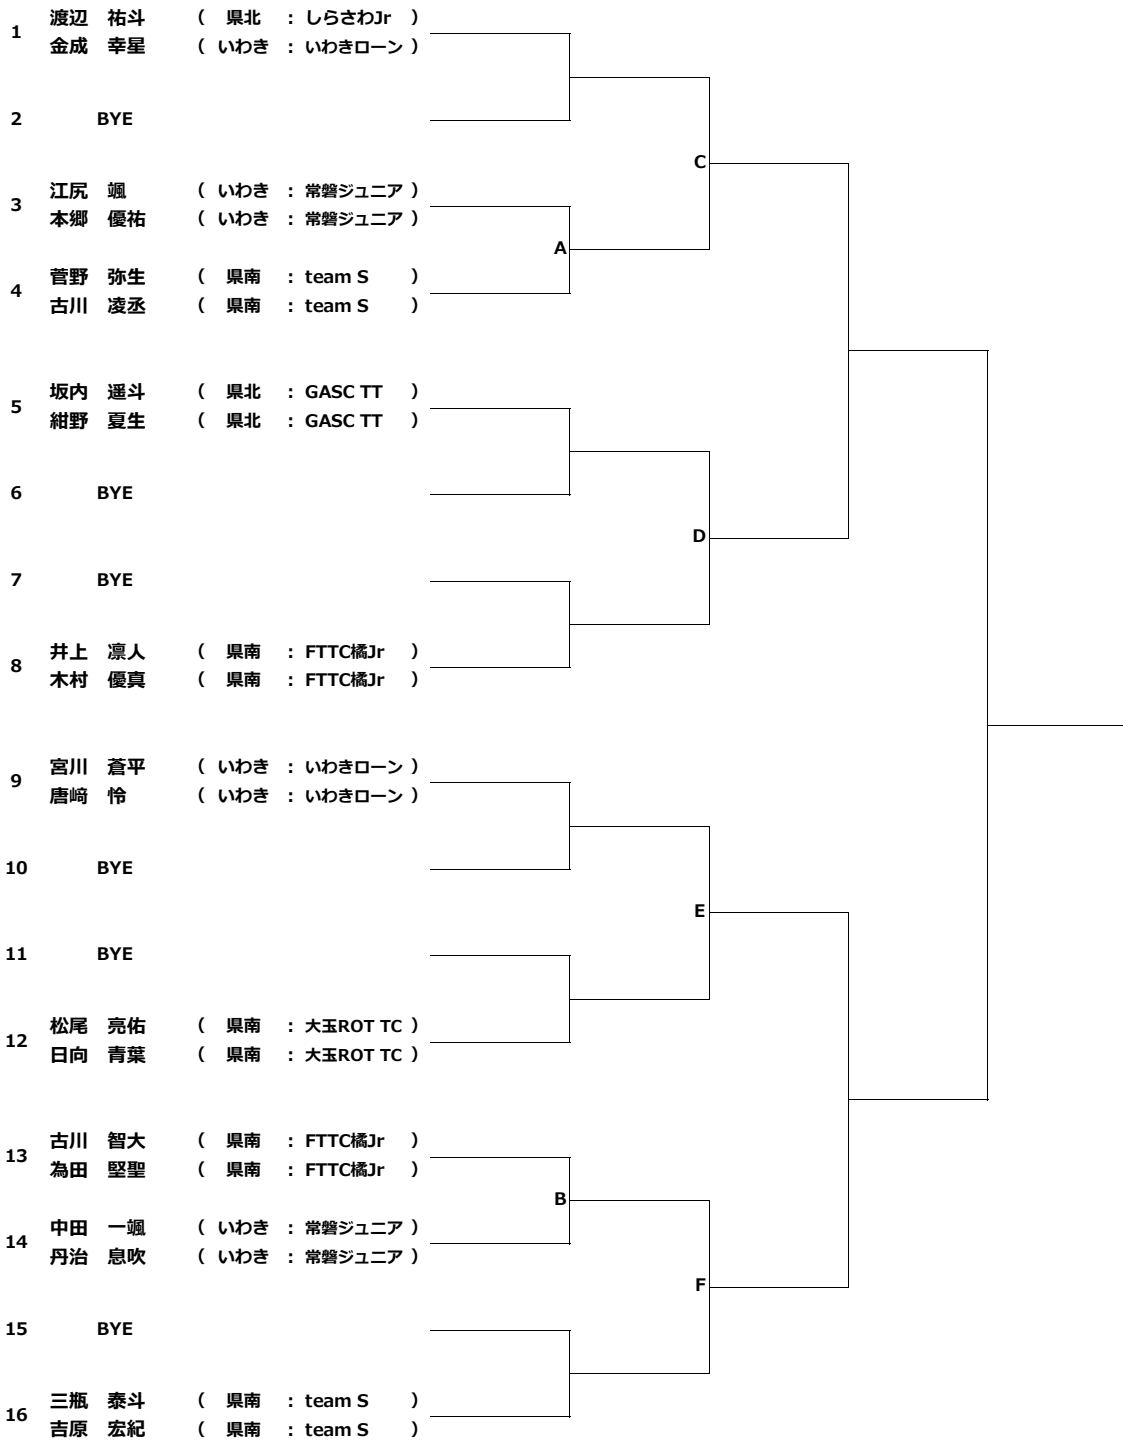 渡辺 祐斗 ( 県北 : しらさわJr )
1
金成 幸星 ( いわき : いわきローン )
2 BYE
C
江尻 颯 ( いわき : 常磐ジュニア )
3
本郷 優祐 ( いわき : 常磐ジュニア )
A
菅野 弥生 ( 県南 : team S )
4
古川 凌丞 ( 県南 : team S )
坂内 遥斗 ( 県北 : GASC TT )
5
紺野 夏生 ( 県北 : GASC TT )
6 BYE
D
7 BYE
井上 凛人 ( 県南 : FTTC橘Jr )
8
木村 優真 ( 県南 : FTTC橘Jr )
宮川 蒼平 ( いわき : いわきローン )
9
唐﨑 怜 ( いわき : いわきローン )
10 BYE
E
11 BYE
松尾 亮佑 ( 県南 : 大玉ROT TC )
12
日向 青葉 ( 県南 : 大玉ROT TC )
古川 智大 ( 県南 : FTTC橘Jr )
13
為田 堅聖 ( 県南 : FTTC橘Jr )
B
中田 一颯 ( いわき : 常磐ジュニア )
14
丹治 息吹 ( いわき : 常磐ジュニア )
F
15 BYE
三瓶 泰斗 ( 県南 : team S )
16
吉原 宏紀 ( 県南 : team S )